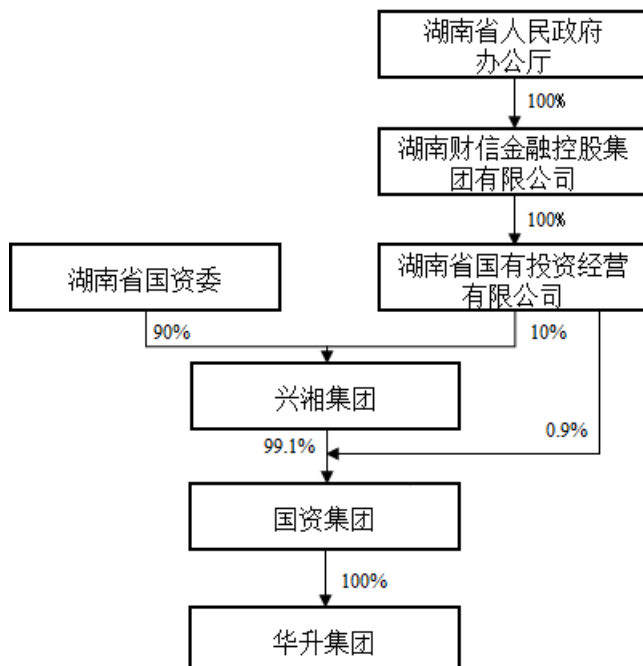 湖南省人民政府
办公厅
100%
湖南财信金融控股集
团有限公司
100%
湖南省国资委
湖南省国有投资经营
有限公司
90%
10%
兴湘集团
99.1%
0.9%
国资集团
100%
华升集团